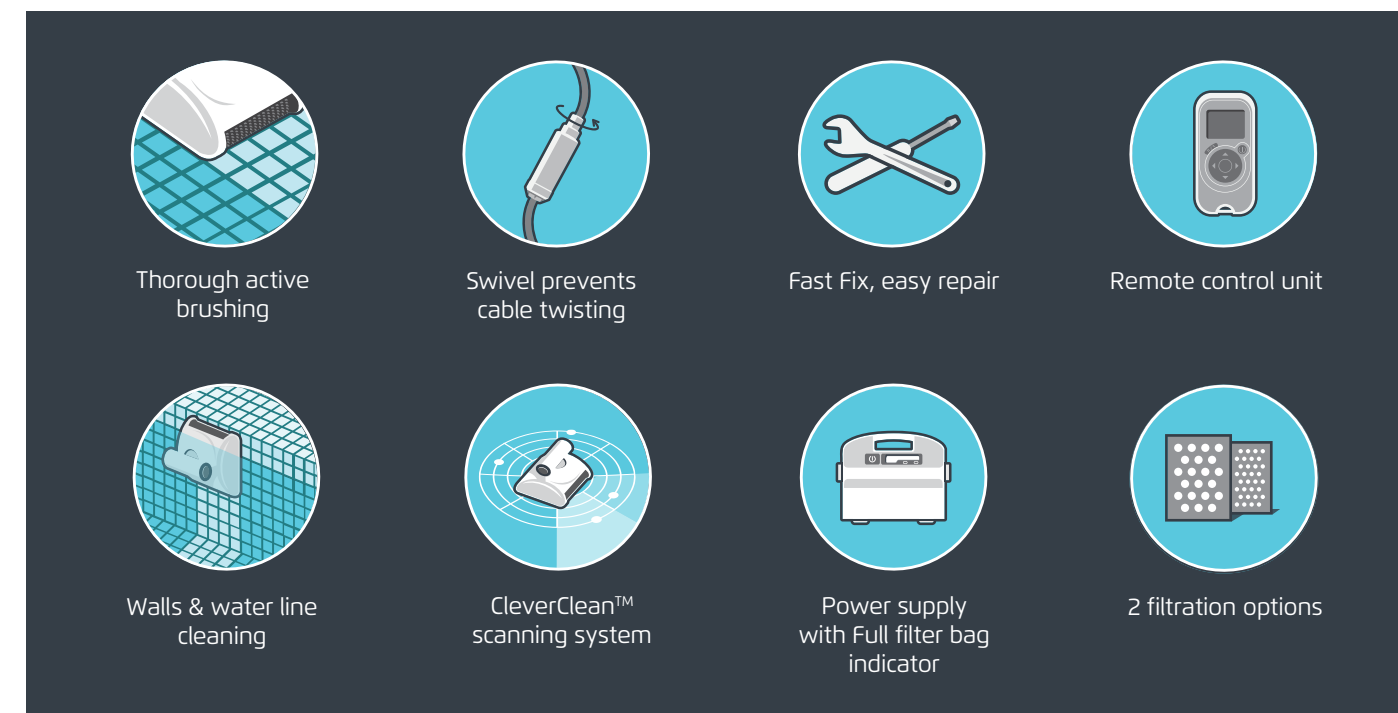 Thorough active
brushing
Swivel prevents
cable twisting
Fast Fix, easy repair
Remote control unit
Walls & water line
cleaning
CleverClean™
scanning system
Power supply
with Full filter bag
indicator
2 filtration options